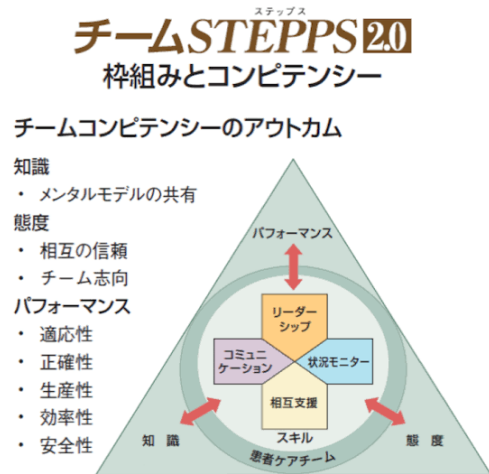 ステップス
チームSTEPPS 2.0
枠組みとコンピテンシー
チームコンピテンシーのアウトカム
知識
・ メンタルモデルの共有
態度
・ 相互の信頼
・ チーム志向
パフォーマンス
・ 適応性
・ 正確性
・ 生産性
・ 効率性
・ 安全性
パフォーマンス
リーダー
シップ
コミュニ
ケーション
状況モニター
相互支援
スキル
患者ケアチーム
知 識
態 度